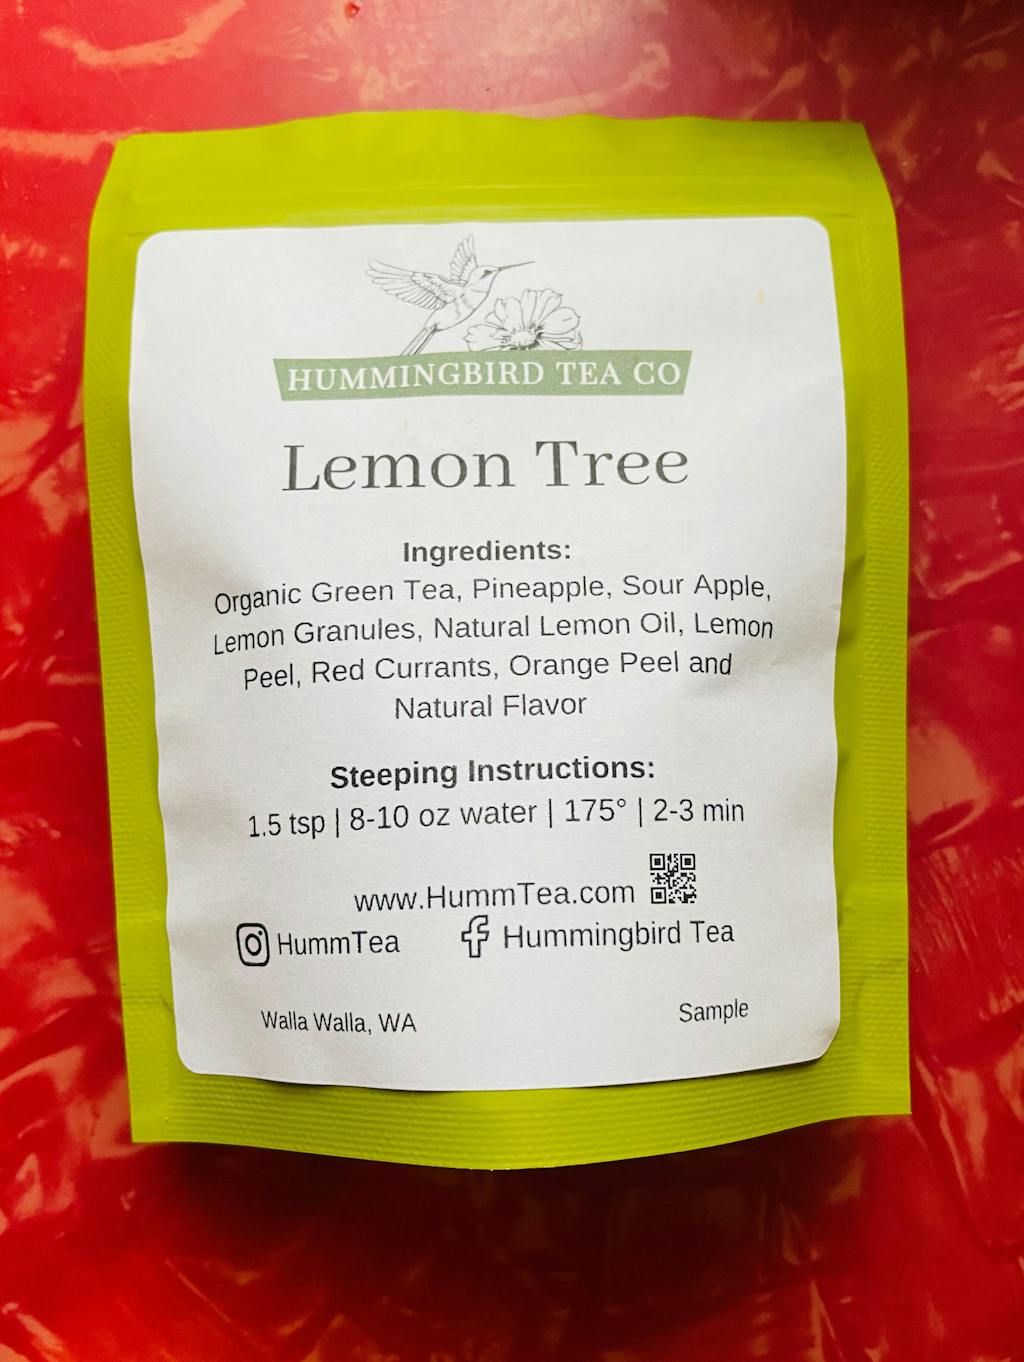 HUMMINGBIRD TEA CO
Lemon Tree
Ingredients:
Organic Green Tea, Pineapple, Sour Apple,
Lemon Granules, Natural Lemon Oil, Lemon
Peel, Red Currants, Orange Peel and
Natural Flavor
Steeping Instructions:
1.5 tsp | 8-10 oz water | 175° | 2-3 min
www.HummTea.com
HummTea
Hummingbird Tea
Walla Walla, WA
Sample